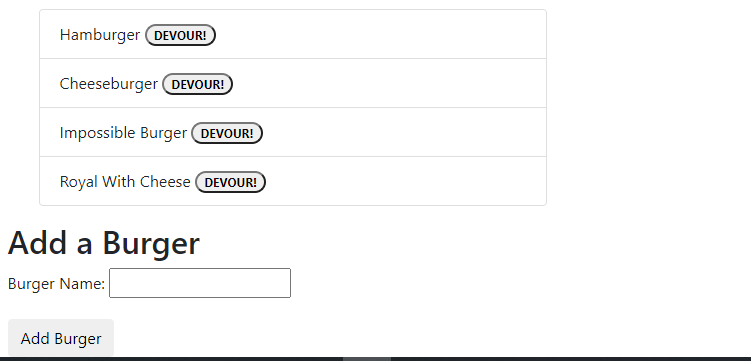 Hamburger DEVOUR!
Cheeseburger DEVOUR!
Impossible Burger DEVOUR!
Royal With Cheese DEVOUR!
Add a Burger
Burger Name:
Add Burger